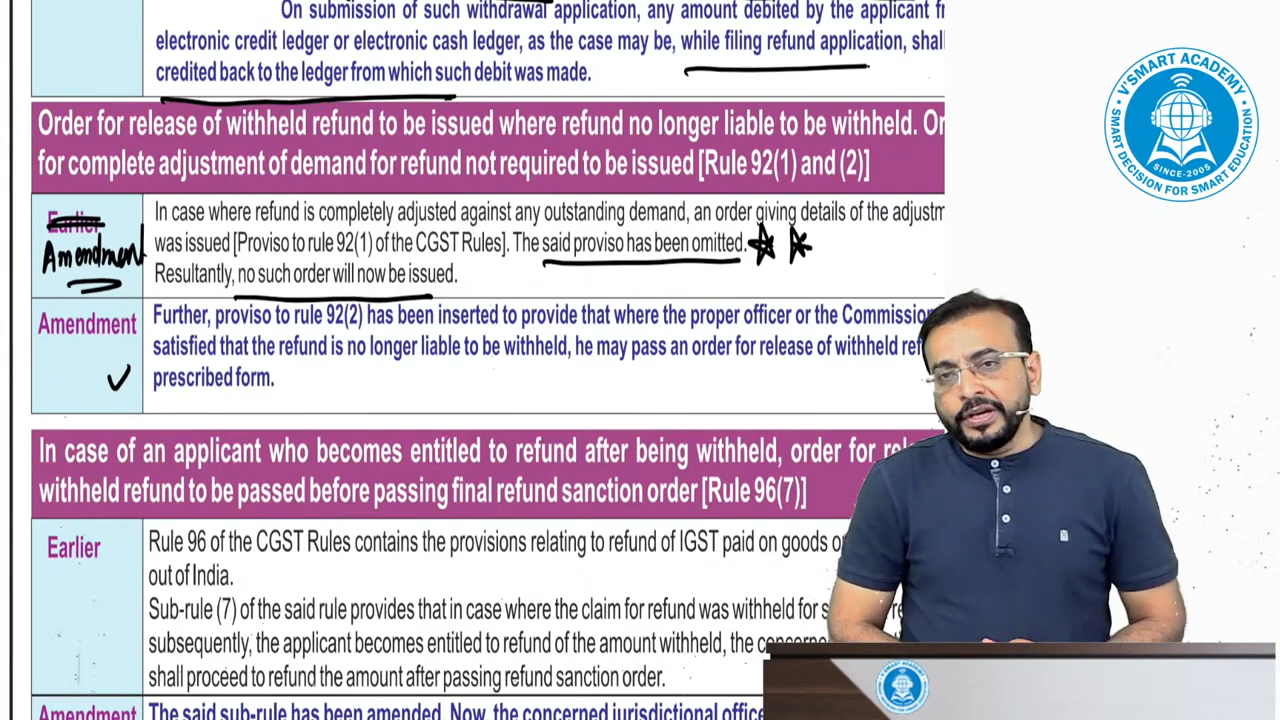 On submission of such withdrawal application, any amount debited by the applicant
electronic credit ledger or electronic cash ledger, as the case may be, while filing refund application,
credited back to the ledger from which such debit was made.
Order for release of withheld refund to be issued where refund no longer liable to be withheld.
for complete adjustment of demand for refund not required to be issued [Rule 92(1) and (2)]
Earlier
Amendment
In case where refund is completely adjusted against any outstanding demand, an order giving details of the
was issued [Proviso to rule 92(1) of the CGST Rules]. The said proviso has been omitted.
Resultantly, no such order will now be issued.
Amendment
Further, proviso to rule 92(2) has been inserted to provide that where the proper officer or the
satisfied that the refund is no longer liable to be withheld, he may pass an order for release of withheld
prescribed form.
In case of an applicant who becomes entitled to refund after being withheld, order for
withheld refund to be passed before passing final refund sanction order [Rule 96(7)]
Earlier
Rule 96 of the CGST Rules contains the provisions relating to refund of IGST paid on goods
out of India.
Sub-rule (7) of the said rule provides that in case where the claim for refund was withheld for
subsequently, the applicant becomes entitled to refund of the amount withheld, the
shall proceed to refund the amount after passing refund sanction order.
Amendment
The said sub-rule has been amended. Now, the concerned jurisdictional
V'SMART ACADEMY
SINCE-2005
SMART DECISION FOR SMART EDUCATION
V'SMART ACADEMY